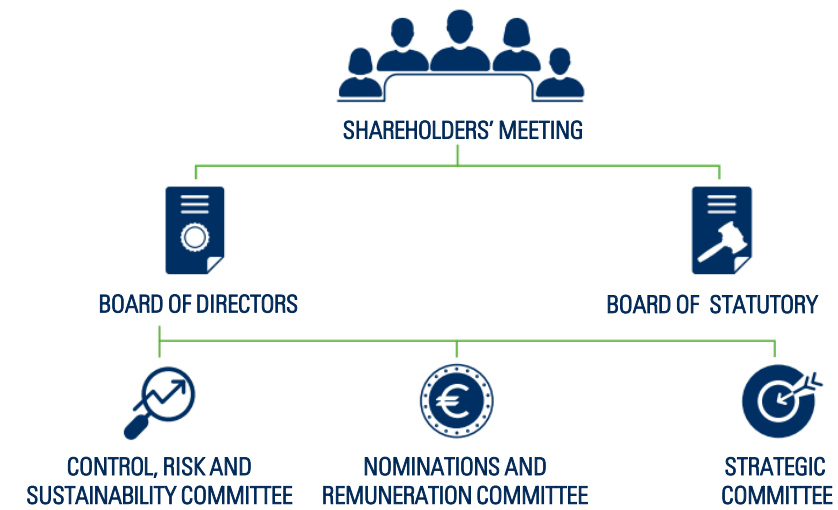 SHAREHOLDERS' MEETING
BOARD OF DIRECTORS
BOARD OF STATUTORY
€
CONTROL, RISK AND
SUSTAINABILITY COMMITTEE
NOMINATIONS AND
REMUNERATION COMMITTEE
STRATEGIC
COMMITTEE